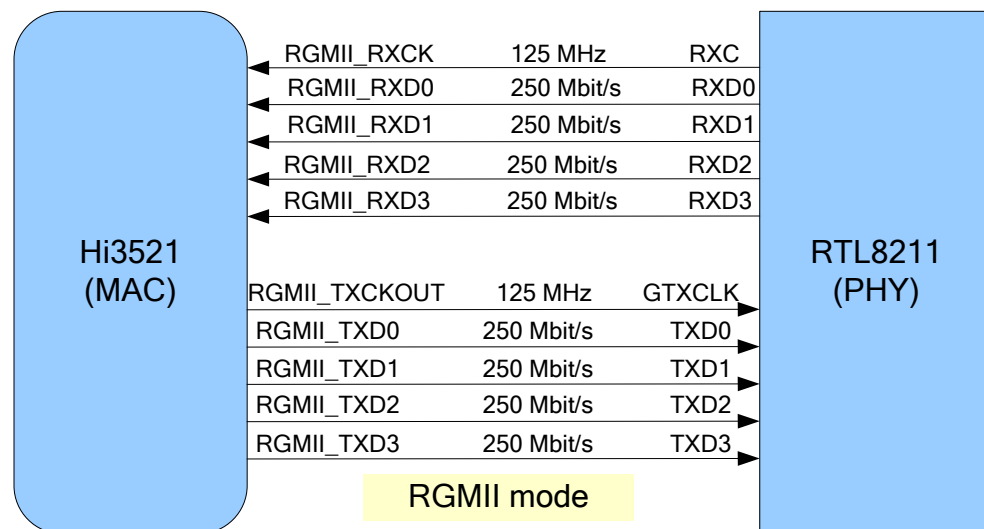 RGMII_RXCK 125 MHz RXC
RGMII_RXD0 250 Mbit/s RXD0
RGMII_RXD1 250 Mbit/s RXD1
RGMII_RXD2 250 Mbit/s RXD2
RGMII_RXD3 250 Mbit/s RXD3
Hi3521
(MAC)
RTL8211
(PHY)
RGMII_TXCKOUT 125 MHz GTXCLK
RGMII_TXD0 250 Mbit/s TXD0
RGMII_TXD1 250 Mbit/s TXD1
RGMII_TXD2 250 Mbit/s TXD2
RGMII_TXD3 250 Mbit/s TXD3
RGMII mode